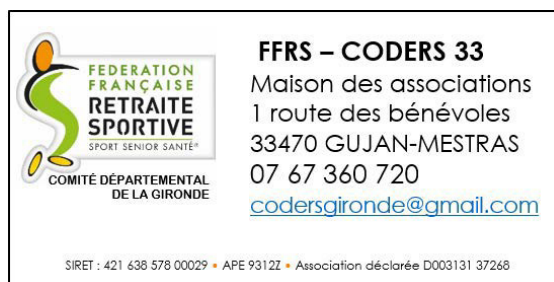 FEDERATION
FRANÇAISE
RETRAITE
SPORTIVE
SPORT SENIOR SANTÉ®
COMITÉ DÉPARTEMENTAL
DE LA GIRONDE
FFRS – CODERS 33
Maison des associations
1 route des bénévoles
33470 GUJAN-MESTRAS
07 67 360 720
codersgironde@gmail.com
SIRET : 421 638 578 00029 • APE 9312Z • Association déclarée D003131 37268